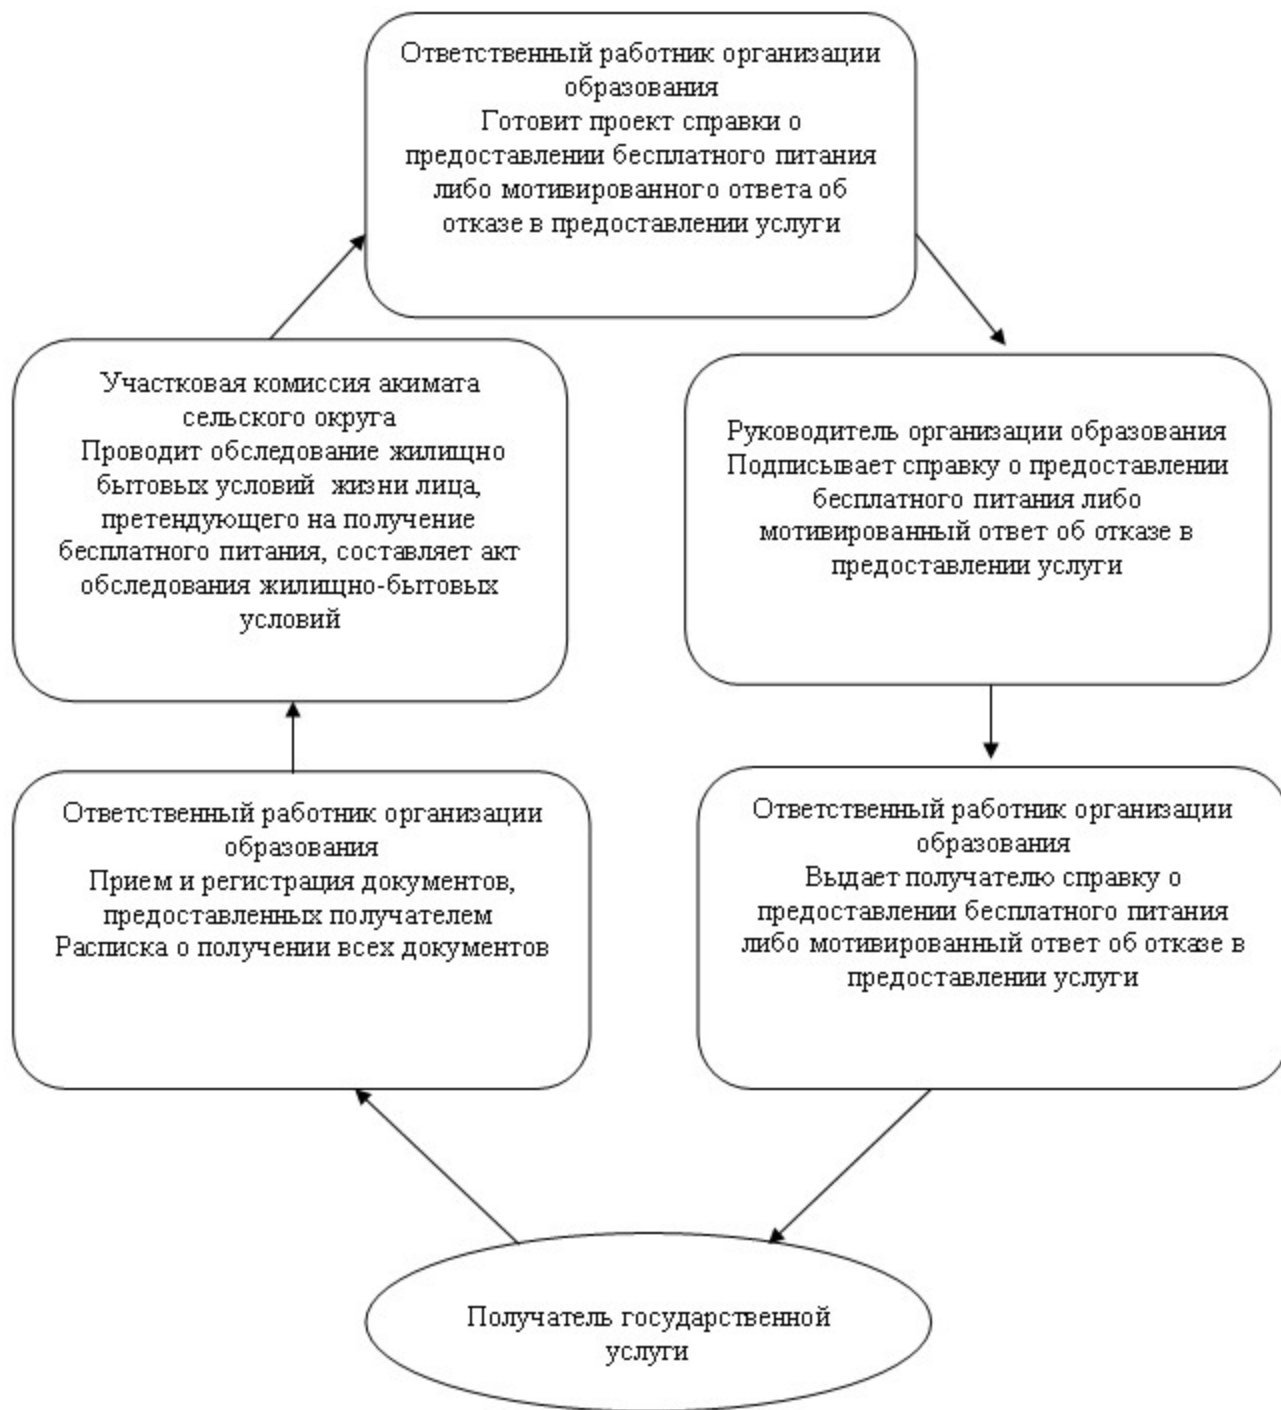 Ответственный работник организации
образования
Готовит проект справки о
предоставлении бесплатного питания
либо мотивированного ответа об
отказе в предоставлении услуги
Участковая комиссия акимата
сельского округа
Проводит обследование жилищно
бытовых условий жизни лица,
претендующего на получение
бесплатного питания, составляет акт
обследования жилищно-бытовых
условий
Руководитель организации образования
Подписывает справку о предоставлении
бесплатного питания либо
мотивированный ответ об отказе в
предоставлении услуги
Ответственный работник организации
образования
Прием и регистрация документов,
предоставленных получателем
Расписка о получении всех документов
Ответственный работник организации
образования
Выдает получателю справку о
предоставлении бесплатного питания
либо мотивированный ответ об отказе в
предоставлении услуги
Получатель государственной
услуги